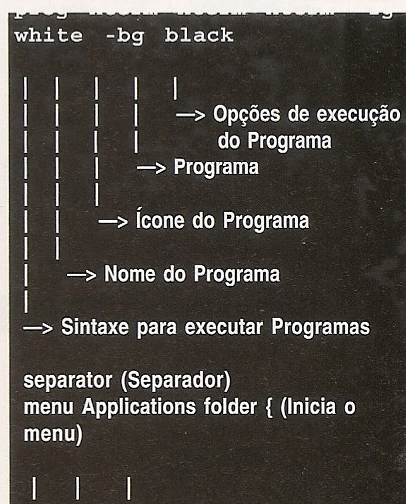 white -bg black
| | | | |
| | | | —> Opções de execução
| | | | do Programa
| | | —> Programa
| | |
| | —> Ícone do Programa
| |
| —> Nome do Programa
|
—> Sintaxe para executar Programas
separator (Separador)
menu Applications folder { (Inicia o
menu)
| | |